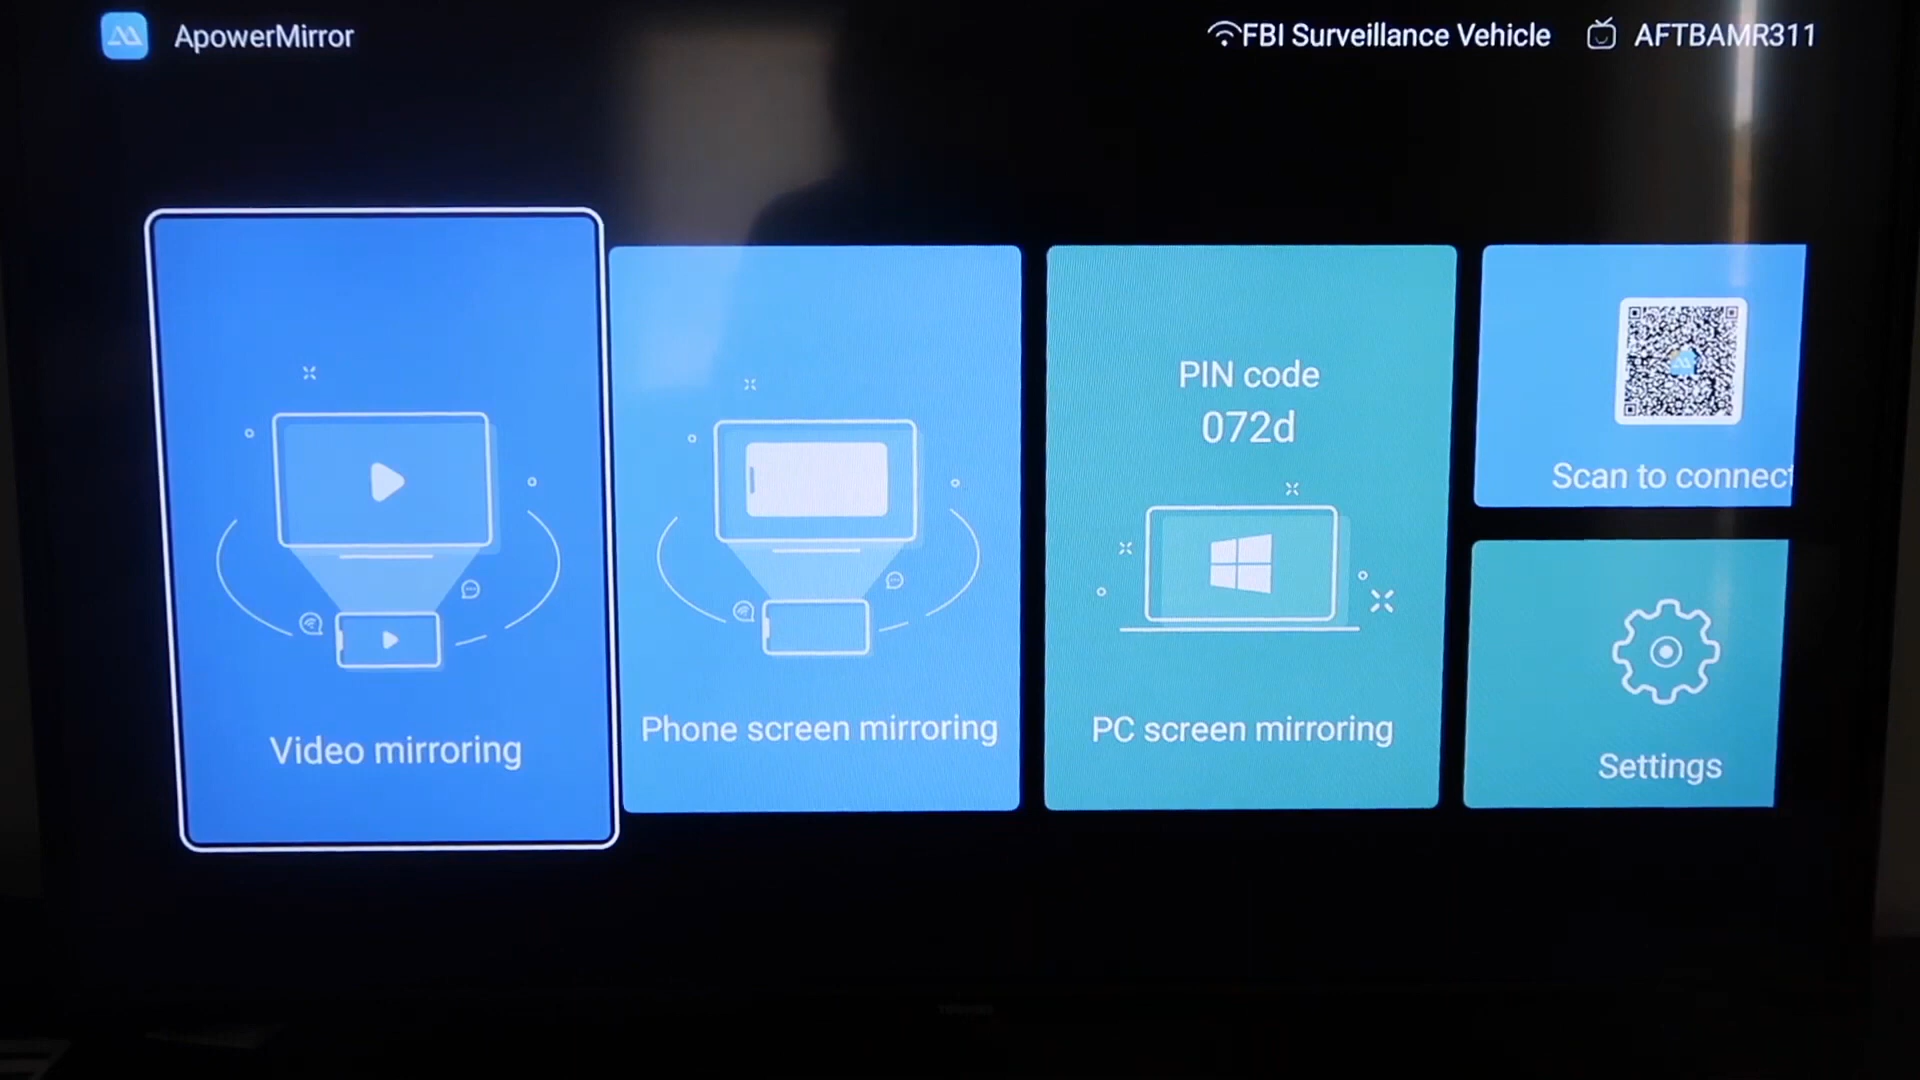 ApowerMirror
FBI Surveillance Vehicle
AFTBAMR311
Video mirroring
Phone screen mirroring
PIN code
072d
PC screen mirroring
Scan to connect
Settings